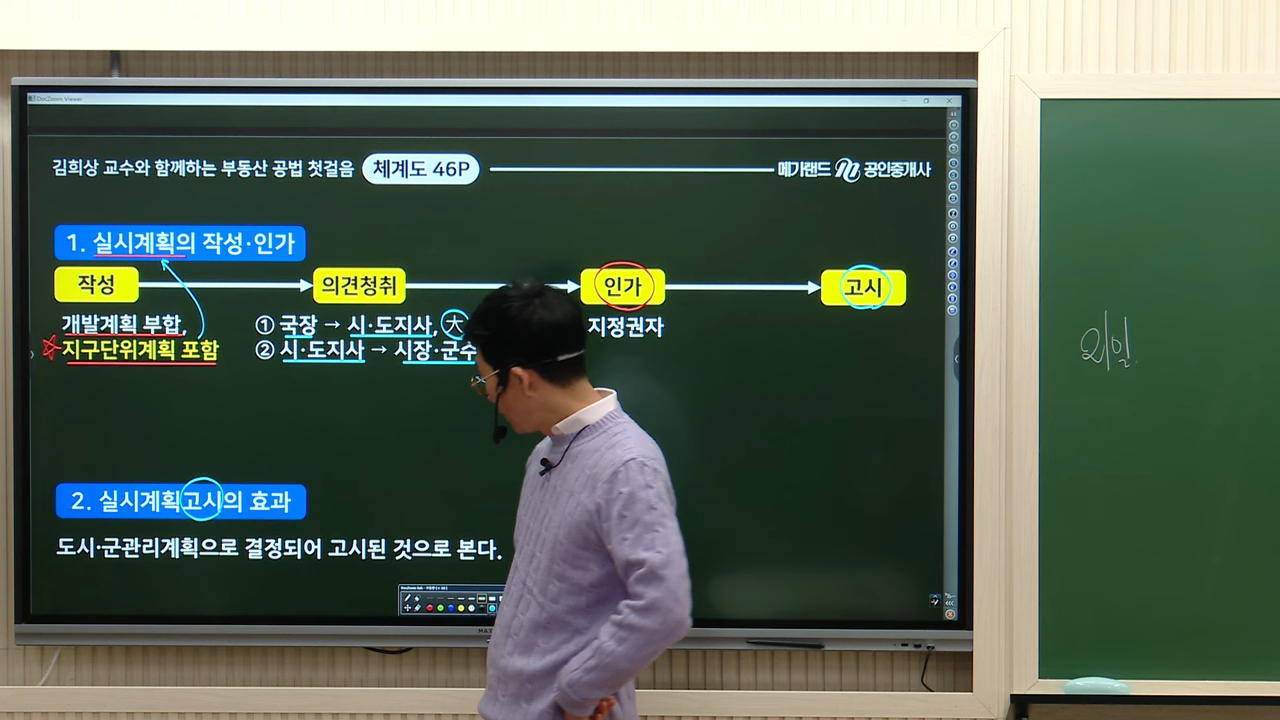 DocZoom Viewer
김희상 교수와 함께하는 부동산 공법 첫걸음 체계도 46P 메가랜드 공인중개사
1. 실시계획의 작성·인가
작성 의견청취 인가 고시
개발계획 부합, ① 국장 → 시·도지사, 大 지정권자
지구단위계획 포함 ② 시·도지사 → 시장·군수
2. 실시계획고시의 효과
도시·군관리계획으로 결정되어 고시된 것으로 본다.